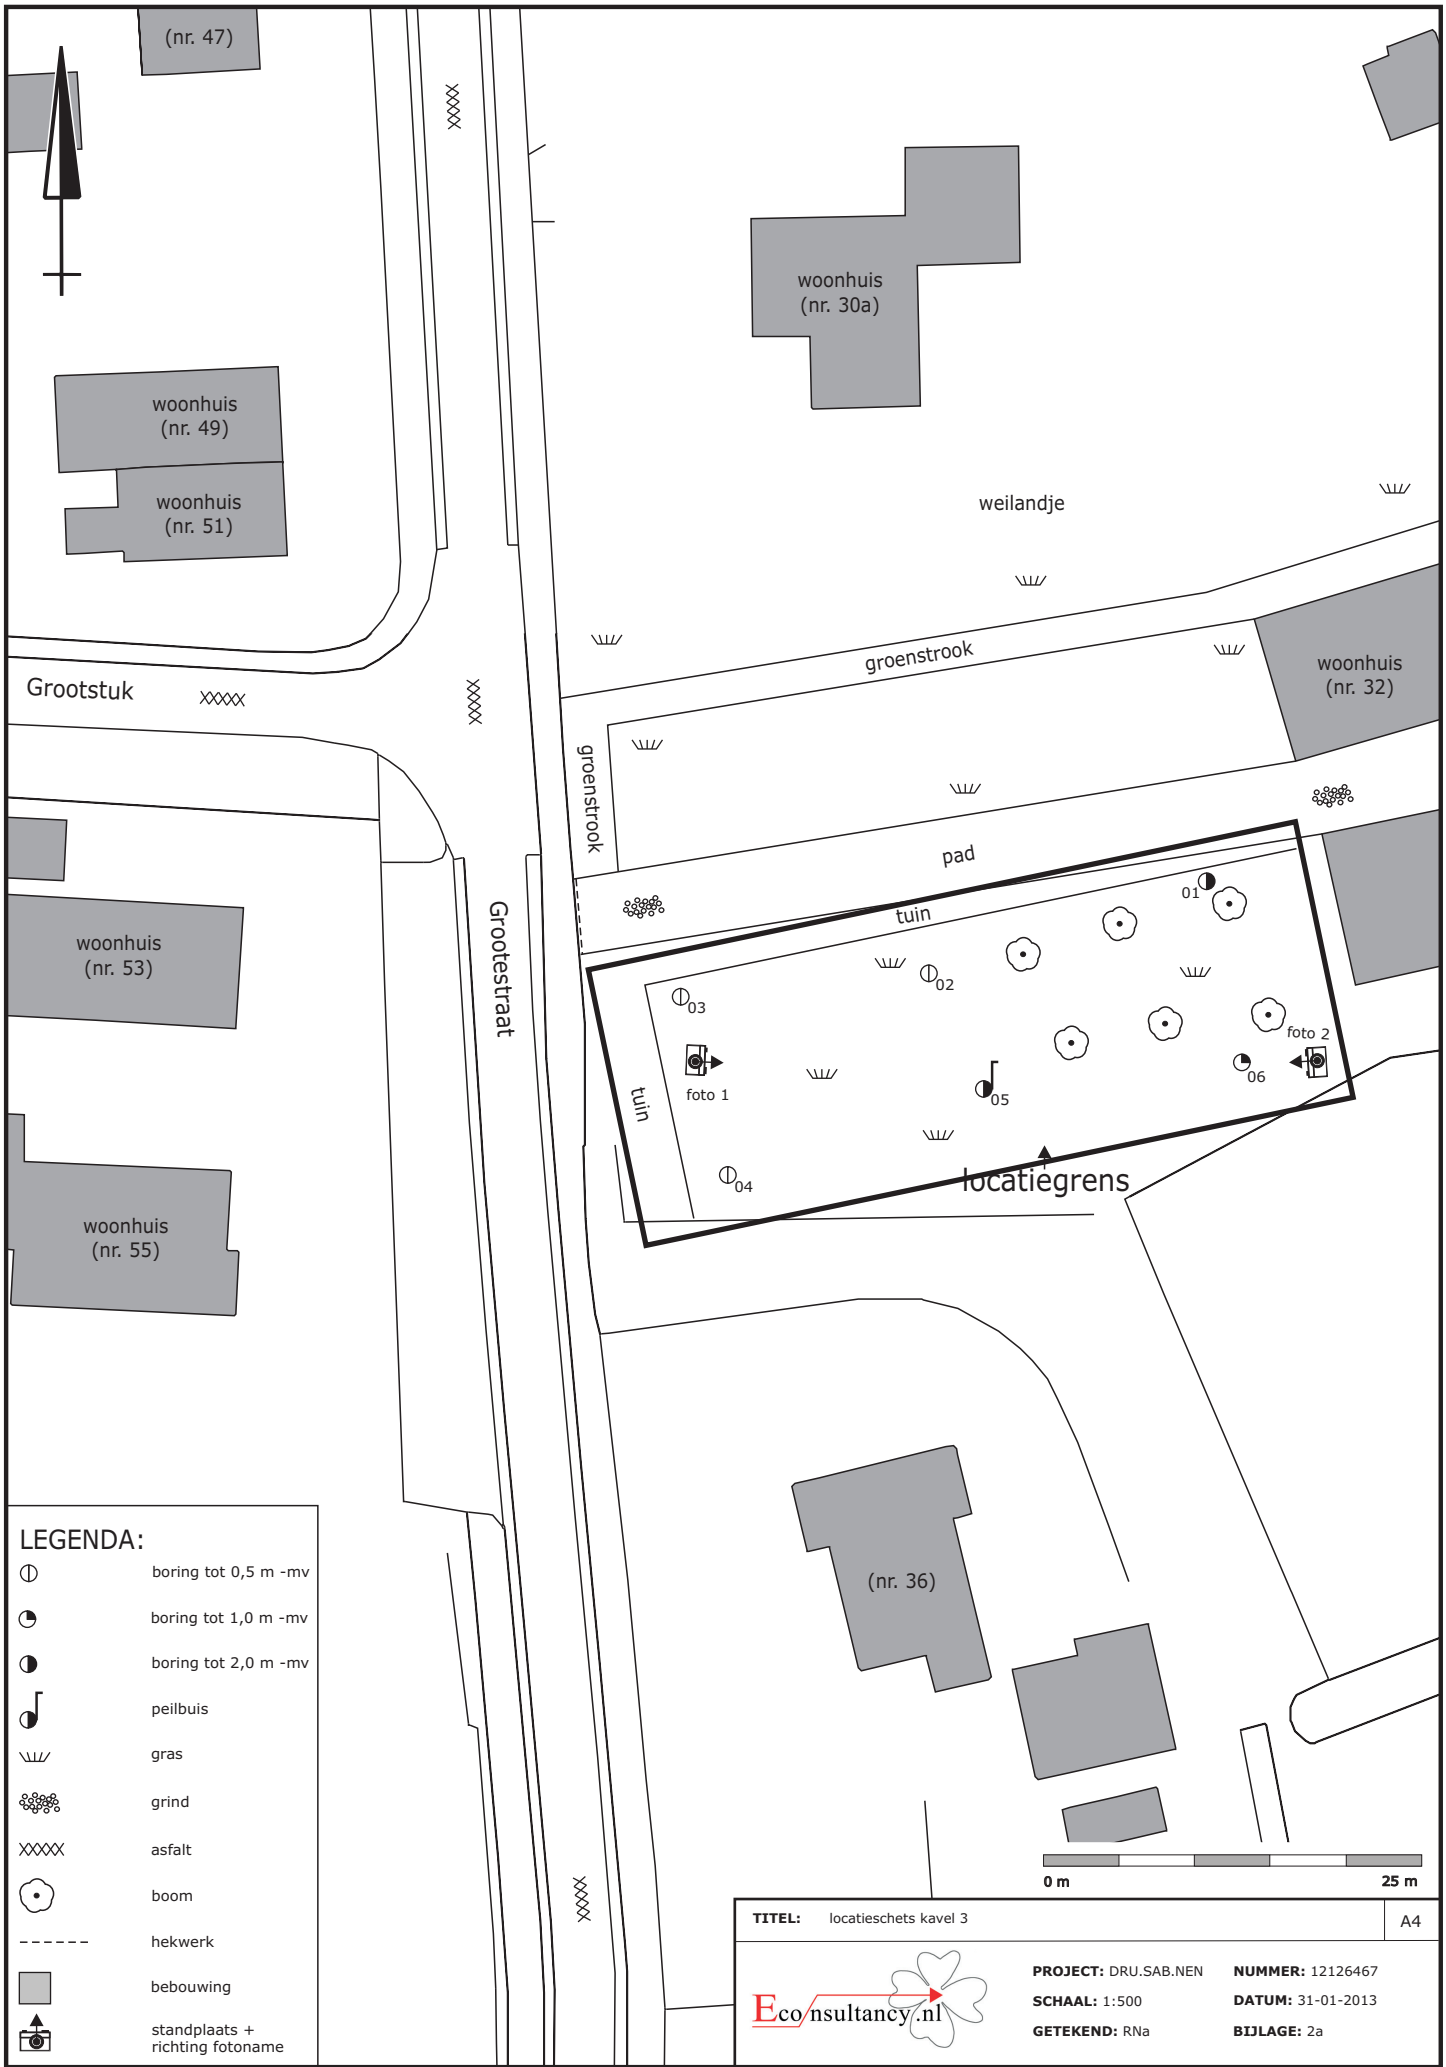 (nr. 47)
woonhuis
(nr. 30a)
woonhuis
(nr. 49)
woonhuis
(nr. 51)
weilandje
groenstrook
woonhuis
(nr. 32)
Grootstuk
groenstrook
pad
tuin
01
02
03
woonhuis
(nr. 53)
Grootestraat
foto 2
foto 1
06
05
tuin
04
locatiegrens
woonhuis
(nr. 55)
(nr. 36)
LEGENDA:
boring tot 0,5 m -mv
boring tot 1,0 m -mv
boring tot 2,0 m -mv
peilbuis
gras
grind
asfalt
boom
hekwerk
bebouwing
standplaats +
richting fotoname
0 m 25 m
TITEL: locatieschets kavel 3 A4
Econsultancy.nl
PROJECT: DRU.SAB.NEN NUMMER: 12126467
SCHAAL: 1:500 DATUM: 31-01-2013
GETEKEND: RNa BIJLAGE: 2a